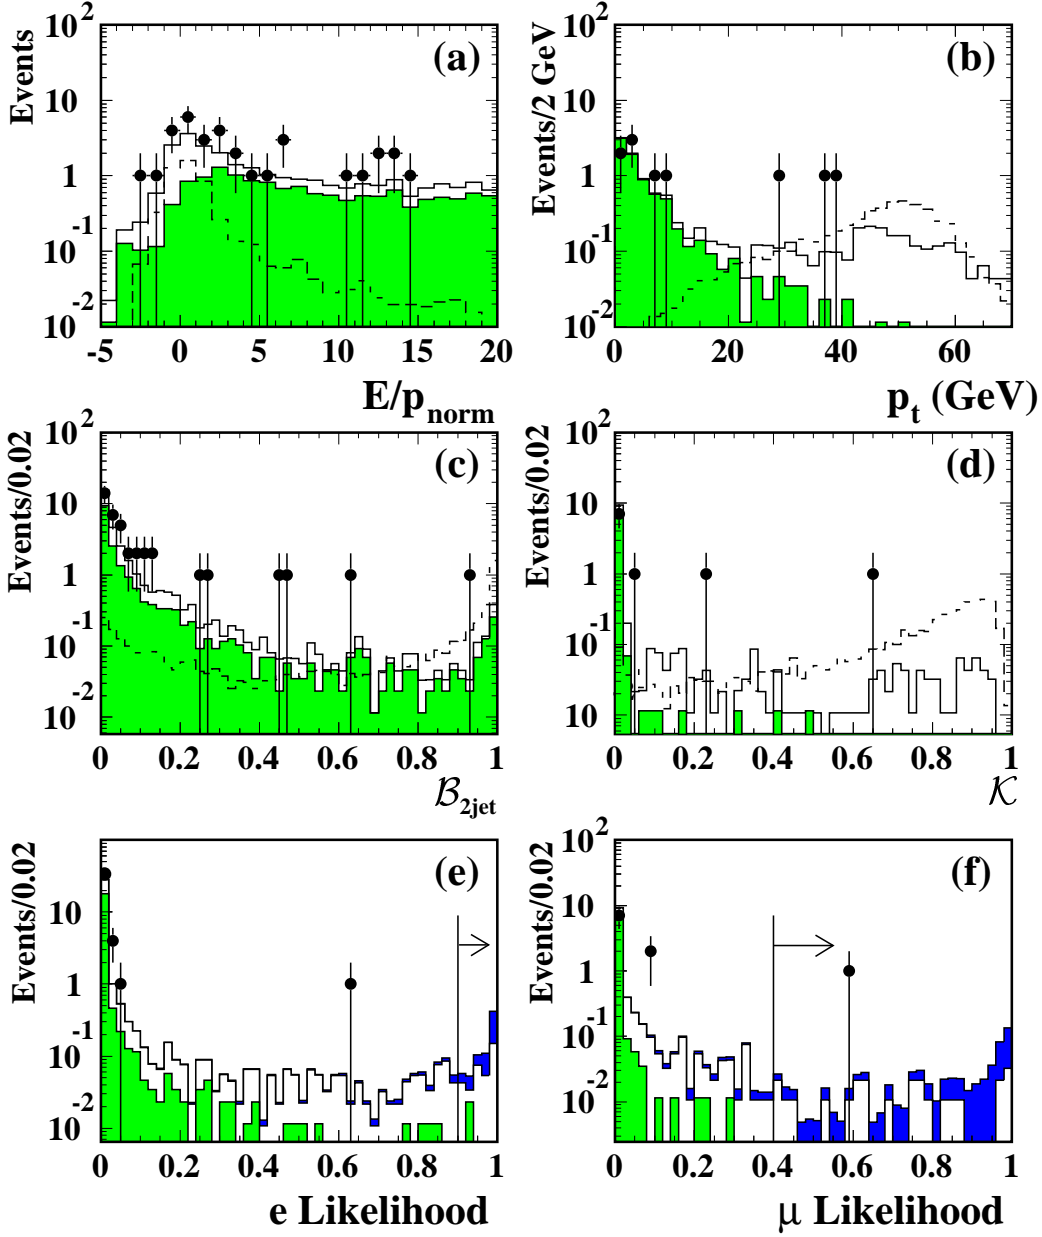 Events
10²
10
1
10⁻¹
10⁻²
(a)
-5 0 5 10 15 20
E/p_norm
Events/2 GeV
10²
10
1
10⁻¹
10⁻²
(b)
0 20 40 60
p_t (GeV)
Events/0.02
10²
10
1
10⁻¹
10⁻²
(c)
0 0.2 0.4 0.6 0.8 1
ℬ_2jet
Events/0.02
10²
10
1
10⁻¹
10⁻²
(d)
0 0.2 0.4 0.6 0.8 1
𝒦
Events/0.02
10
1
10⁻¹
10⁻²
(e)
0 0.2 0.4 0.6 0.8 1
e Likelihood
Events/0.02
10²
10
1
10⁻¹
10⁻²
(f)
0 0.2 0.4 0.6 0.8 1
μ Likelihood